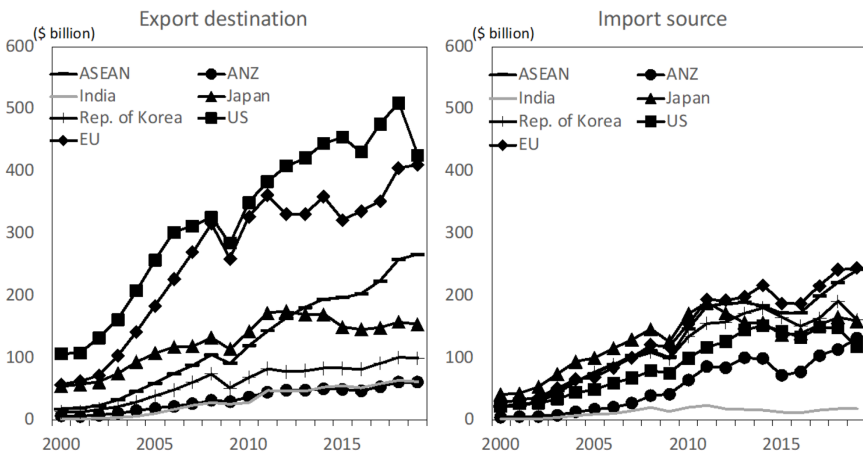 Export destination
($ billion)
600
500
400
300
200
100
0
ASEAN
ANZ
India
Japan
Rep. of Korea
US
EU
2000
2005
2010
2015
Import source
($ billion)
600
500
400
300
200
100
0
ASEAN
ANZ
India
Japan
Rep. of Korea
US
EU
2000
2005
2010
2015